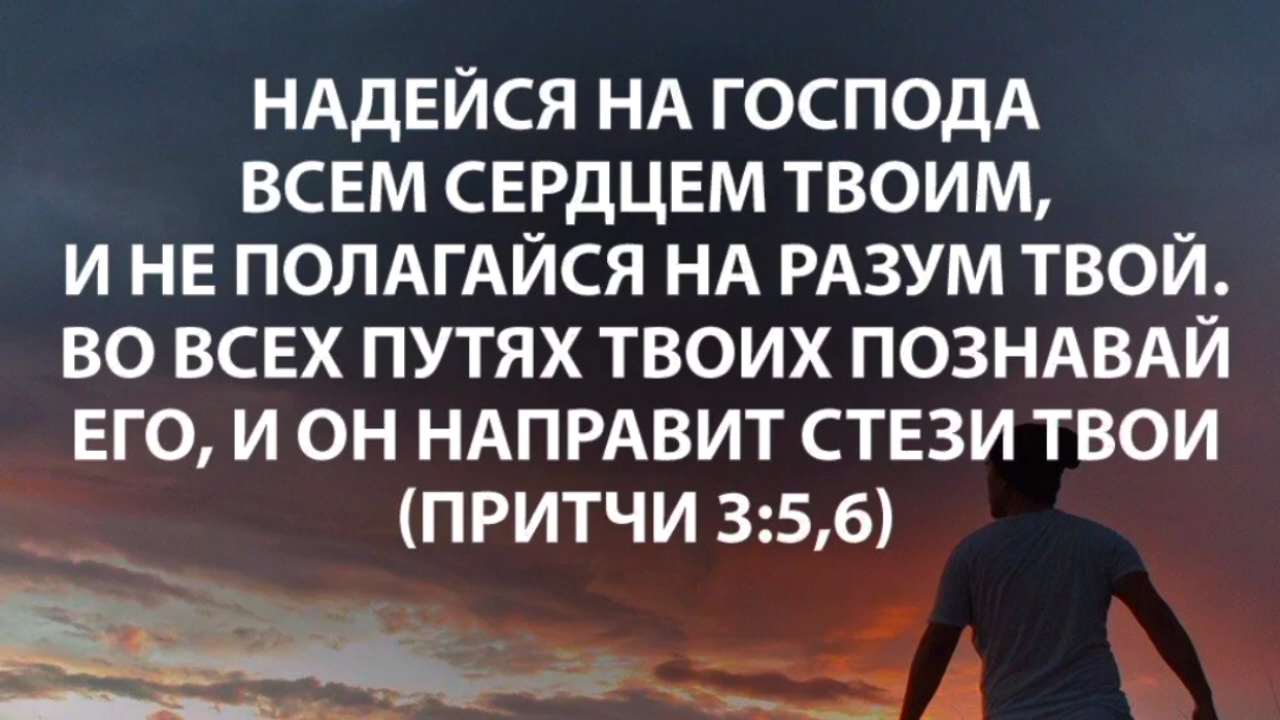 НАДЕЙСЯ НА ГОСПОДА
ВСЕМ СЕРДЦЕМ ТВОИМ,
И НЕ ПОЛАГАЙСЯ НА РАЗУМ ТВОЙ.
ВО ВСЕХ ПУТЯХ ТВОИХ ПОЗНАВАЙ
ЕГО, И ОН НАПРАВИТ СТЕЗИ ТВОИ
(ПРИТЧИ 3:5,6)